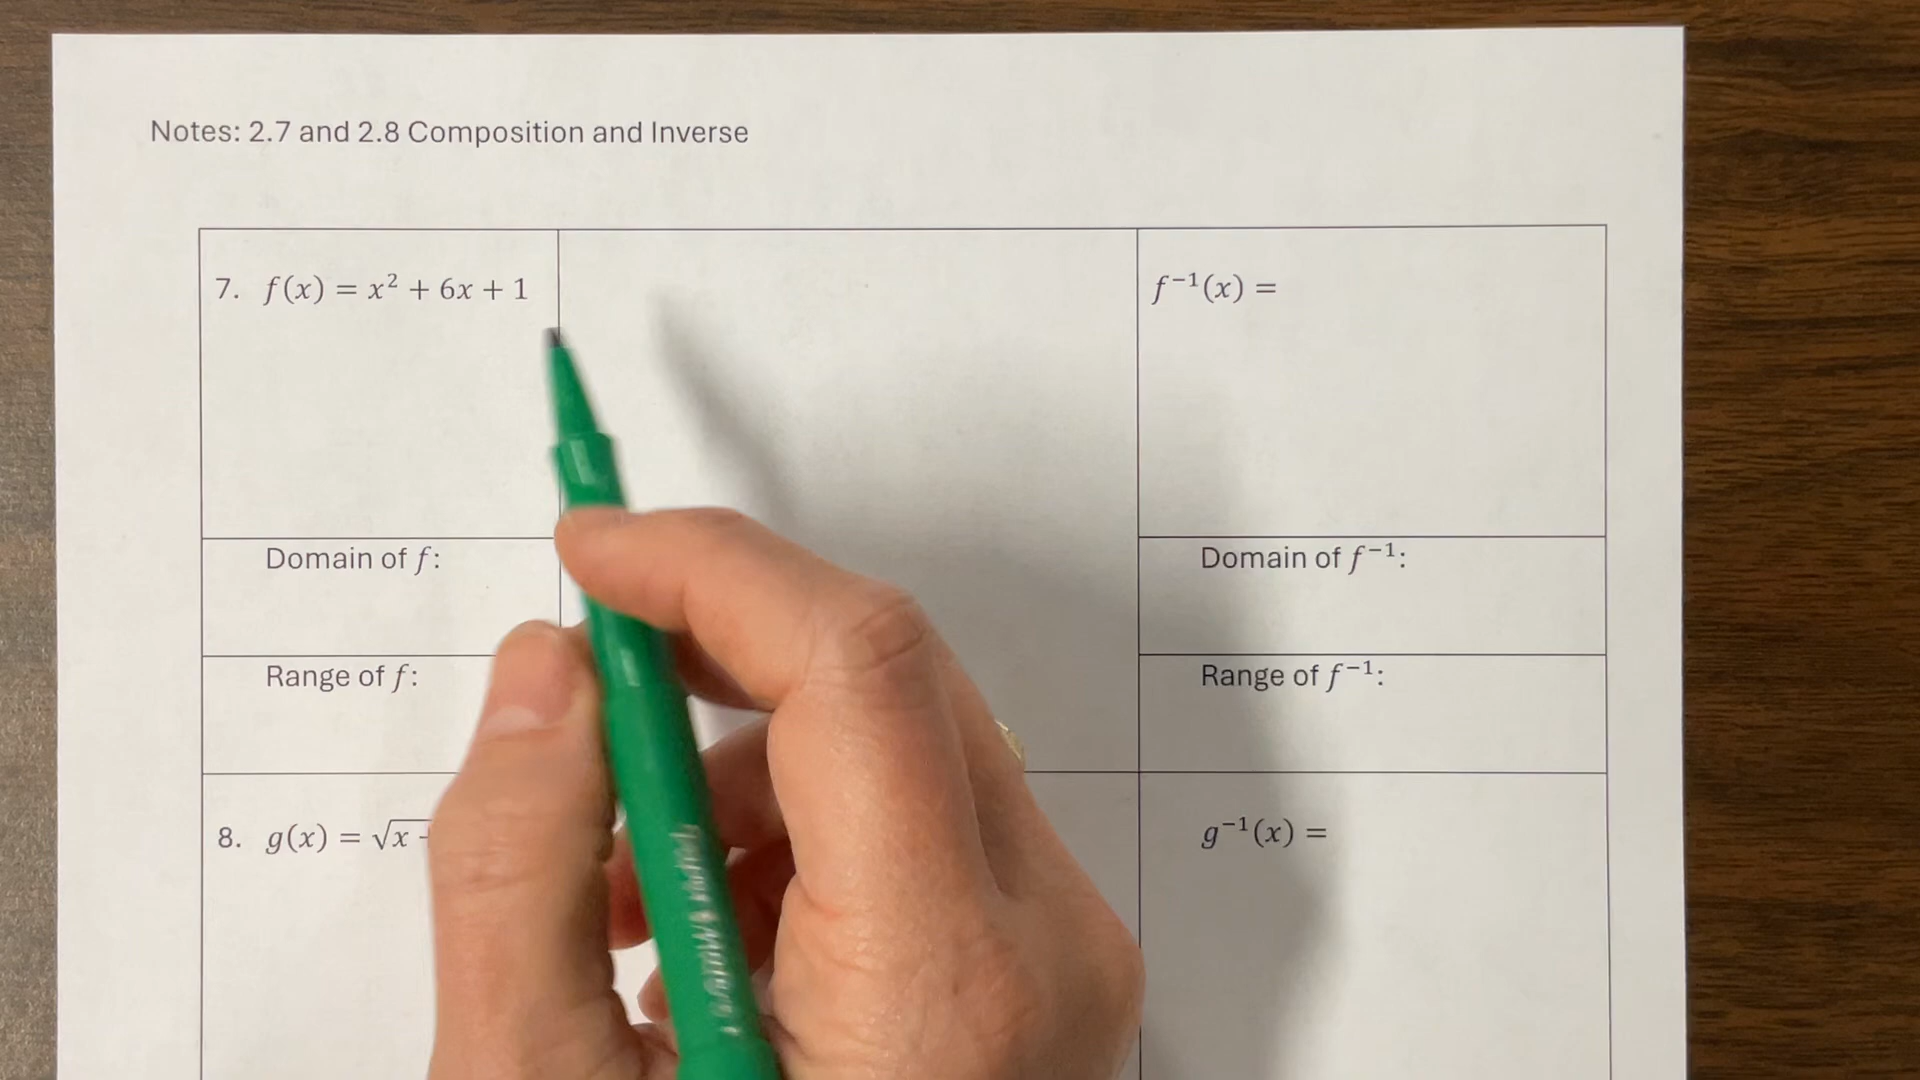 Notes: 2.7 and 2.8 Composition and Inverse
7. f(x) = x² + 6x + 1
f⁻¹(x) =
Domain of f:
Domain of f⁻¹:
Range of f:
Range of f⁻¹:
8. g(x) = √x
g⁻¹(x) =